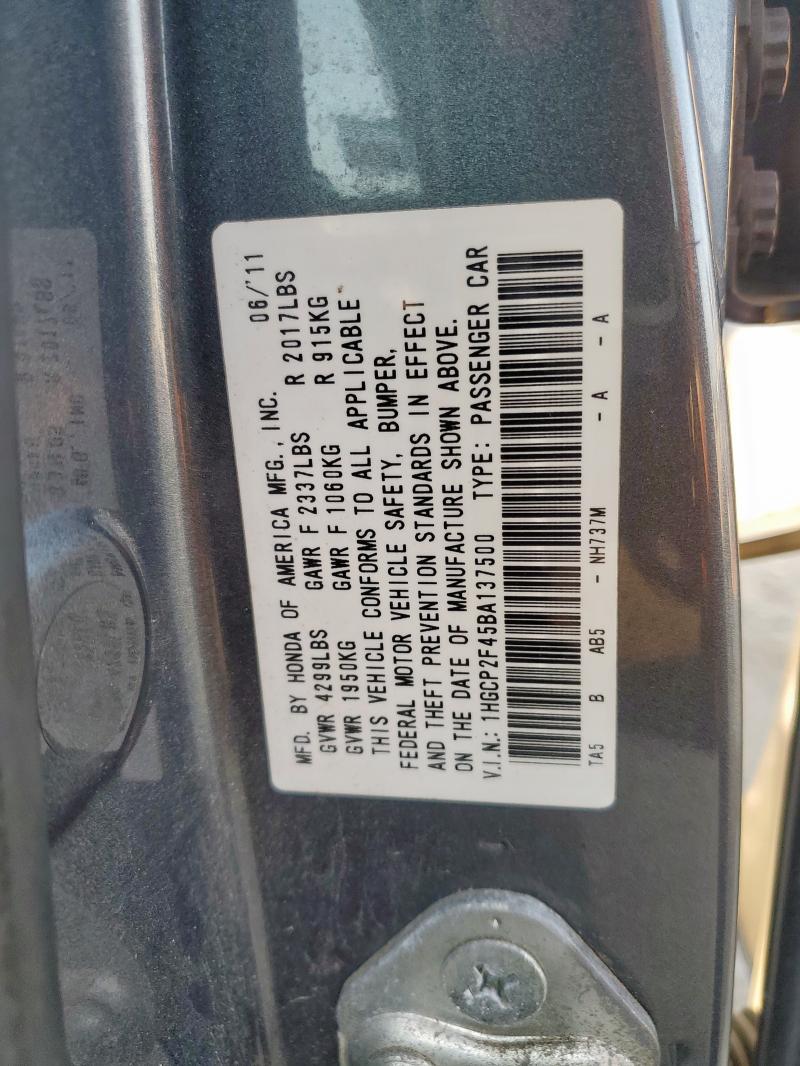 MFD. BY HONDA OF AMERICA MFG., INC. 06/'11
GVWR 4299LBS GAWR F 2337LBS R 2017LBS
GVWR 1950KG GAWR F 1060KG R 915KG
THIS VEHICLE CONFORMS TO ALL APPLICABLE
FEDERAL MOTOR VEHICLE SAFETY, BUMPER,
AND THEFT PREVENTION STANDARDS IN EFFECT
ON THE DATE OF MANUFACTURE SHOWN ABOVE.
V.I.N.: 1HGCP2F45BA137500 TYPE: PASSENGER CAR
TA5 B AB5 - NH737M - A - A